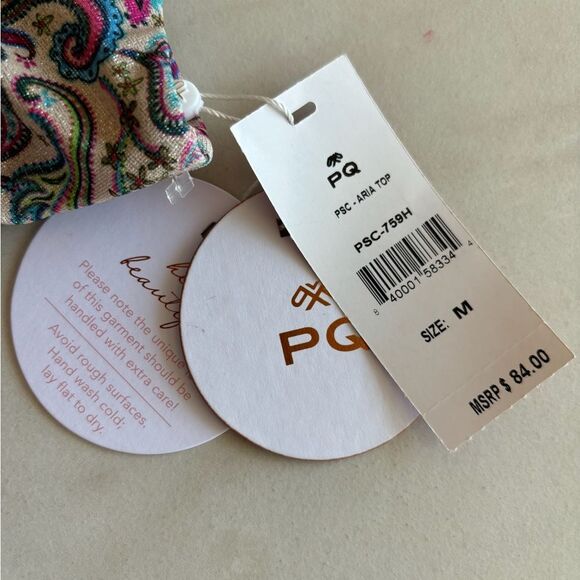 PQ
PSC - ARIA TOP
PSC-759H
8 40001 58334 4
SIZE: M
MSRP $ 84.00
PQ
beauty
Please note the unique
of this garment should be
handled with extra care!
Avoid rough surfaces,
Hand wash cold;
lay flat to dry.